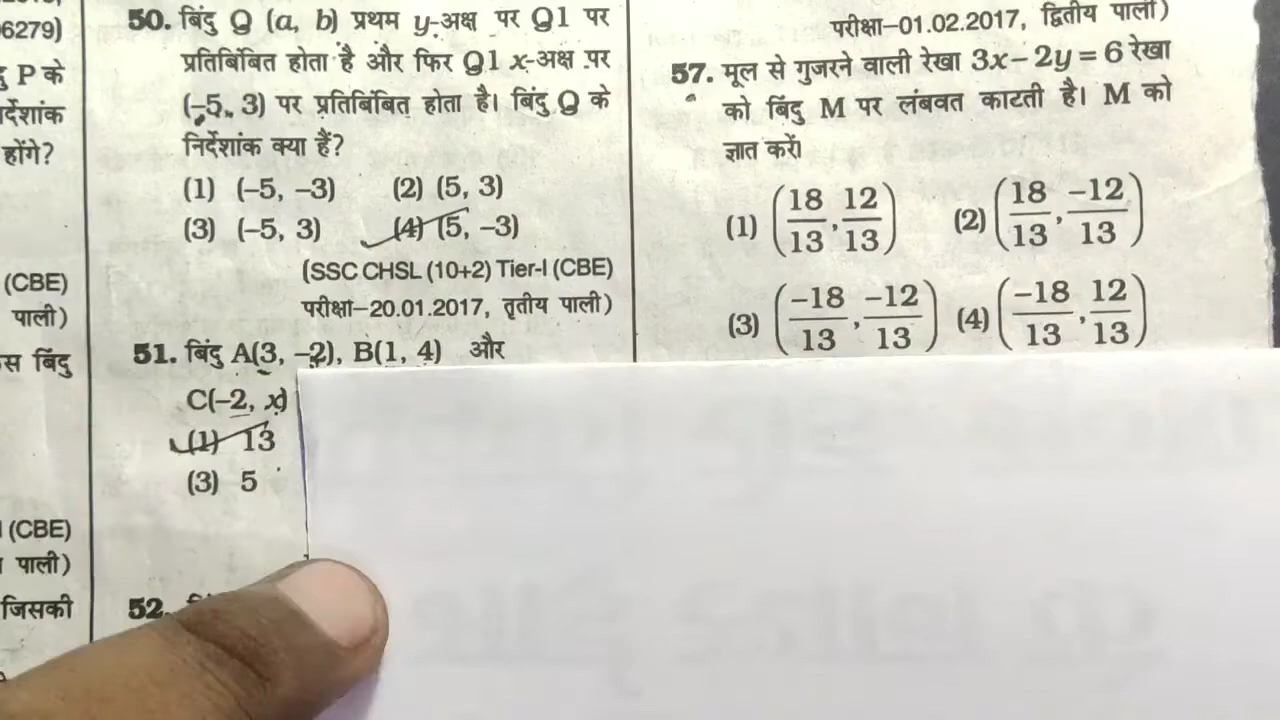 6279)
P के
र्देशांक
होंगे?
(CBE)
पाली)
स बिंदु
(CBE)
पाली)
जिसकी
50. बिंदु Q (a, b) प्रथम y-अक्ष पर Q1 पर
प्रतिबिंबित होता है और फिर Q1 x-अक्ष पर
(–5, 3) पर प्रतिबिंबित होता है। बिंदु Q के
निर्देशांक क्या हैं?
(1) (–5, –3) (2) (5, 3)
(3) (–5, 3) (4) (5, –3)
(SSC CHSL (10+2) Tier-I (CBE)
परीक्षा–20.01.2017, तृतीय पाली)
51. बिंदु A(3, –2), B(1, 4) और
C(–2, x)
(1) 13
(3) 5
52.
परीक्षा–01.02.2017, द्वितीय पाली)
57. मूल से गुजरने वाली रेखा 3x – 2y = 6 रेखा
को बिंदु M पर लंबवत काटती है। M को
ज्ञात करें।
(1) (18/13, 12/13) (2) (18/13, –12/13)
(3) (–18/13, –12/13) (4) (–18/13, 12/13)